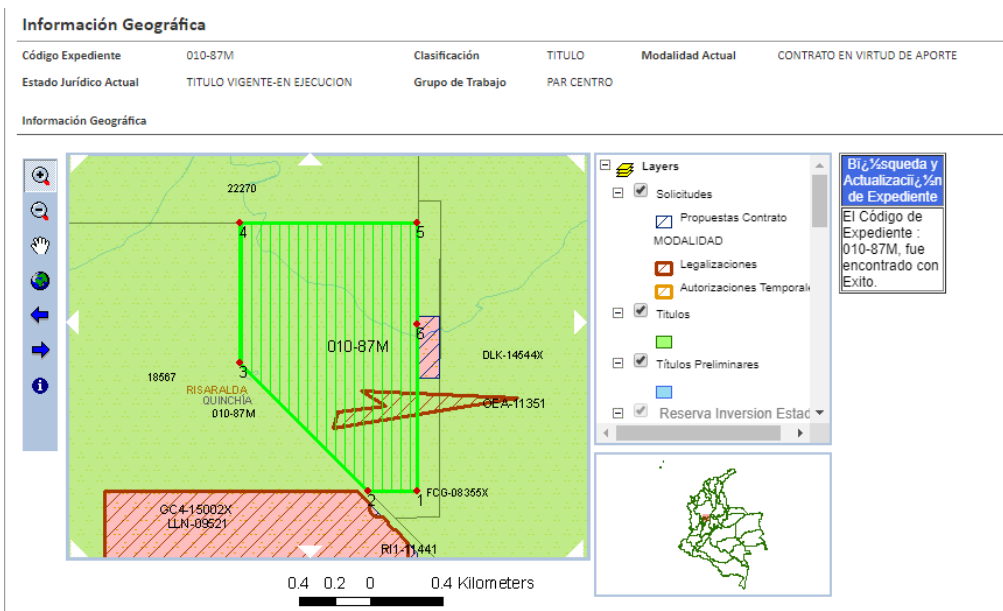 Información Geográfica
Código Expediente 010-87M Clasificación TITULO Modalidad Actual CONTRATO EN VIRTUD DE APORTE
Estado Jurídico Actual TITULO VIGENTE-EN EJECUCION Grupo de Trabajo PAR CENTRO
Información Geográfica
22270
4
5
6
010-87M
DLK-14544X
3
18567
RISARALDA
QUINCHÍA
010-87M
OEA-11351
2
1
FCG-08355X
GC4-15002X
LLN-09521
RI1-11441
0.4 0.2 0 0.4 Kilometers
Layers
Solicitudes
Propuestas Contrato
MODALIDAD
Legalizaciones
Autorizaciones Temporale
Titulos
Títulos Preliminares
Reserva Inversion Estad
Bï¿½squeda y
Actualizaciï¿½n
de Expediente
El Código de
Expediente :
010-87M, fue
encontrado con
Exito.